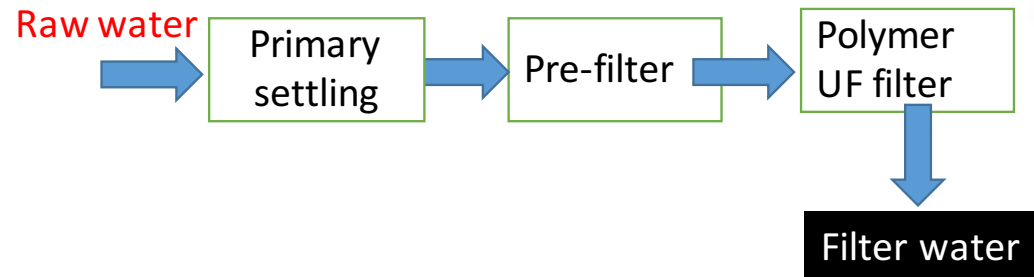 Raw water
Primary
settling
Pre-filter
Polymer
UF filter
Filter water